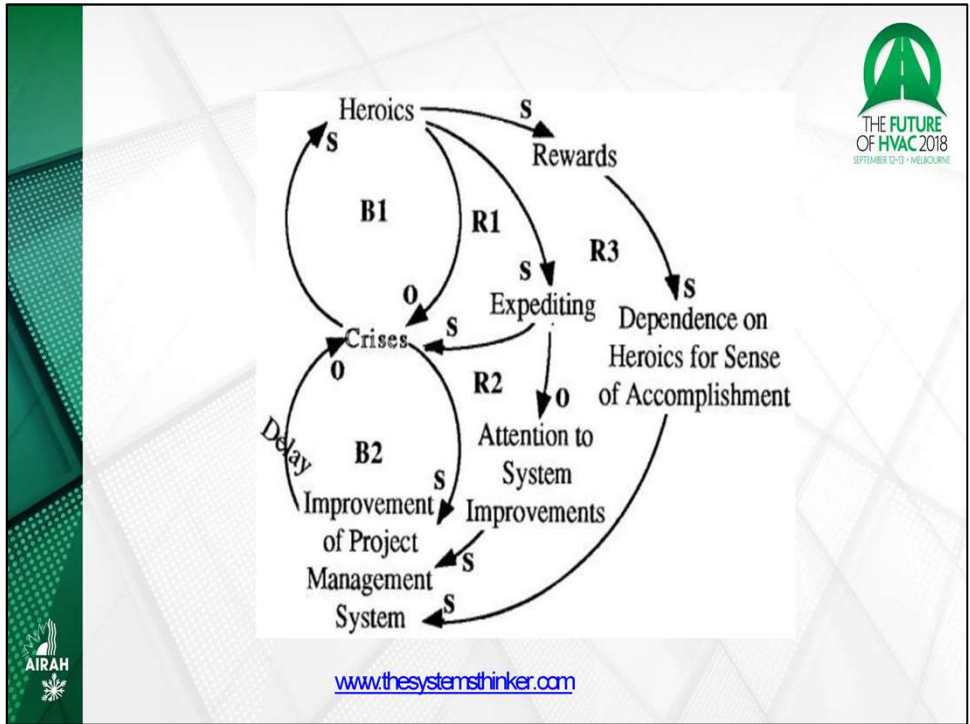 THE FUTURE
OF HVAC 2018
SEPTEMBER 12-13 • MELBOURNE
Heroics
S
S
Rewards
B1
R1
R3
S
S
O
Expediting
Dependence on
Heroics for Sense
of Accomplishment
S
Crises
O
R2
O
Delay
B2
Attention to
System
Improvements
S
Improvement
of Project
Management
System
S
S
AIRAH
www.thesystemsthinker.com